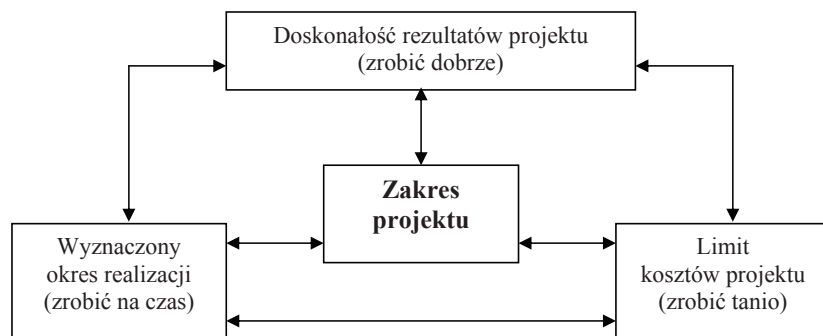 Doskonałość rezultatów projektu
(zrobić dobrze)
Zakres
projektu
Wyznaczony
okres realizacji
(zrobić na czas)
Limit
kosztów projektu
(zrobić tanio)